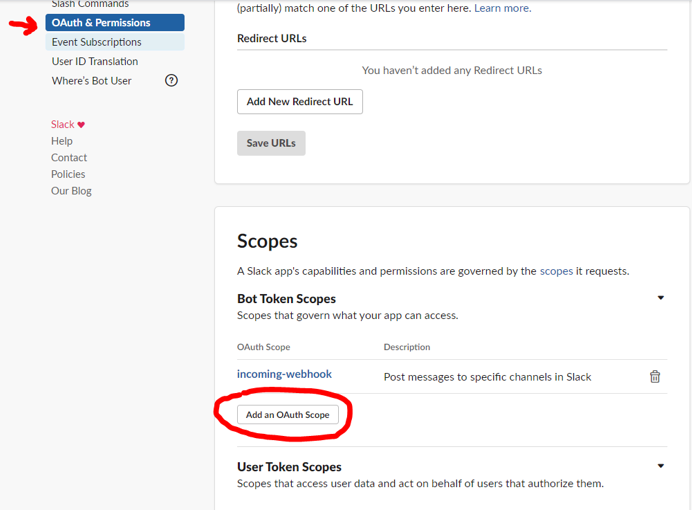 Slash Commands
OAuth & Permissions
Event Subscriptions
User ID Translation
Where's Bot User ?
Slack ♥
Help
Contact
Policies
Our Blog
(partially) match one of the URLs you enter here. Learn more.
Redirect URLs
You haven't added any Redirect URLs
Add New Redirect URL
Save URLs
Scopes
A Slack app's capabilities and permissions are governed by the scopes it requests.
Bot Token Scopes
Scopes that govern what your app can access.
OAuth Scope Description
incoming-webhook Post messages to specific channels in Slack
Add an OAuth Scope
User Token Scopes
Scopes that access user data and act on behalf of users that authorize them.